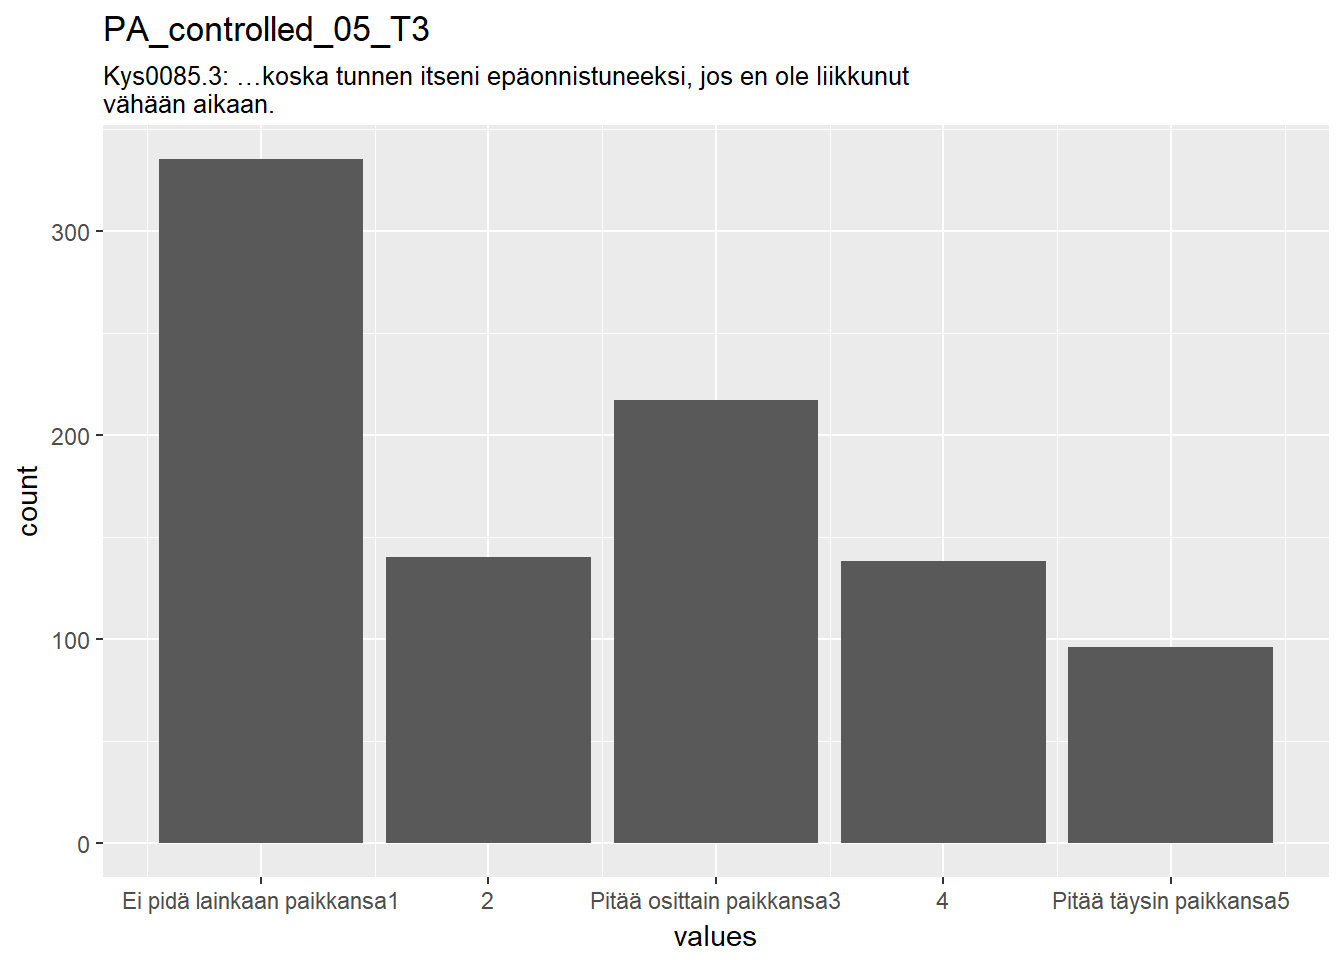 PA_controlled_05_T3
Kys0085.3: …koska tunnen itseni epäonnistuneeksi, jos en ole liikkunut
vähään aikaan.
300
200
100
0
count
Ei pidä lainkaan paikkansa1 2 Pitää osittain paikkansa3 4 Pitää täysin paikkansa5
values